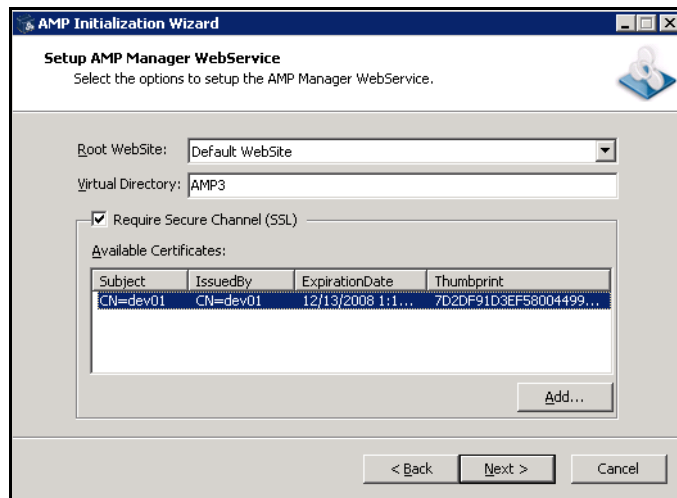 AMP Initialization Wizard
Setup AMP Manager WebService
Select the options to setup the AMP Manager WebService.
Root WebSite: Default WebSite
Virtual Directory: AMP3
Require Secure Channel (SSL)
Available Certificates:
Subject IssuedBy ExpirationDate Thumbprint
CN=dev01 CN=dev01 12/13/2008 1:1... 7D2DF91D3EF58004499...
Add...
< Back Next > Cancel